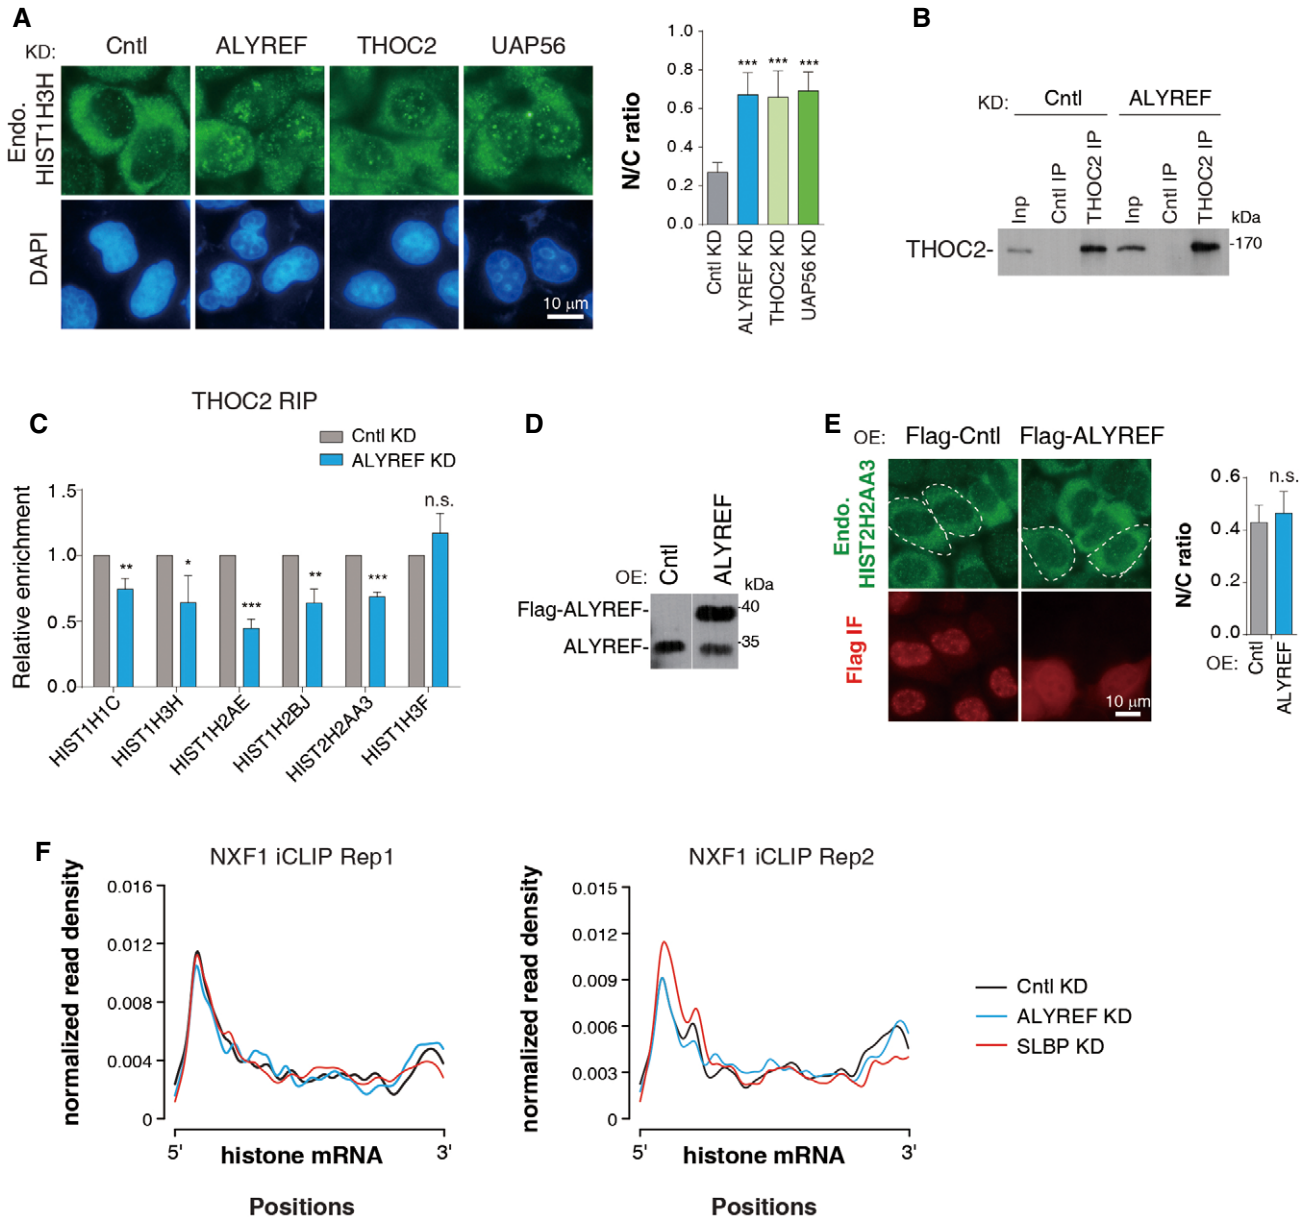 A
KD: Cntl ALYREF THOC2 UAP56
Endo.
HIST1H3H
DAPI
10 μm
N/C ratio
1.0
0.8
0.6
0.4
0.2
0.0
*** *** ***
Cntl KD
ALYREF KD
THOC2 KD
UAP56 KD
B
KD: Cntl ALYREF
Inp
Cntl IP
THOC2 IP
Inp
Cntl IP
THOC2 IP
kDa
THOC2-
-170
C
THOC2 RIP
Cntl KD
ALYREF KD
Relative enrichment
1.5
1.0
0.5
0.0
** * *** ** *** n.s.
HIST1H1C
HIST1H3H
HIST1H2AE
HIST1H2BJ
HIST2H2AA3
HIST1H3F
D
OE: Cntl ALYREF
kDa
Flag-ALYREF-
-40
ALYREF-
-35
E
OE: Flag-Cntl Flag-ALYREF
Endo.
HIST2H2AA3
Flag IF
10 μm
N/C ratio
0.6
0.4
0.2
0.0
n.s.
OE: Cntl ALYREF
F
NXF1 iCLIP Rep1
normalized read density
0.016
0.012
0.008
0.004
0
5' histone mRNA 3'
Positions
NXF1 iCLIP Rep2
normalized read density
0.015
0.012
0.009
0.006
0.003
0
5' histone mRNA 3'
Positions
Cntl KD
ALYREF KD
SLBP KD